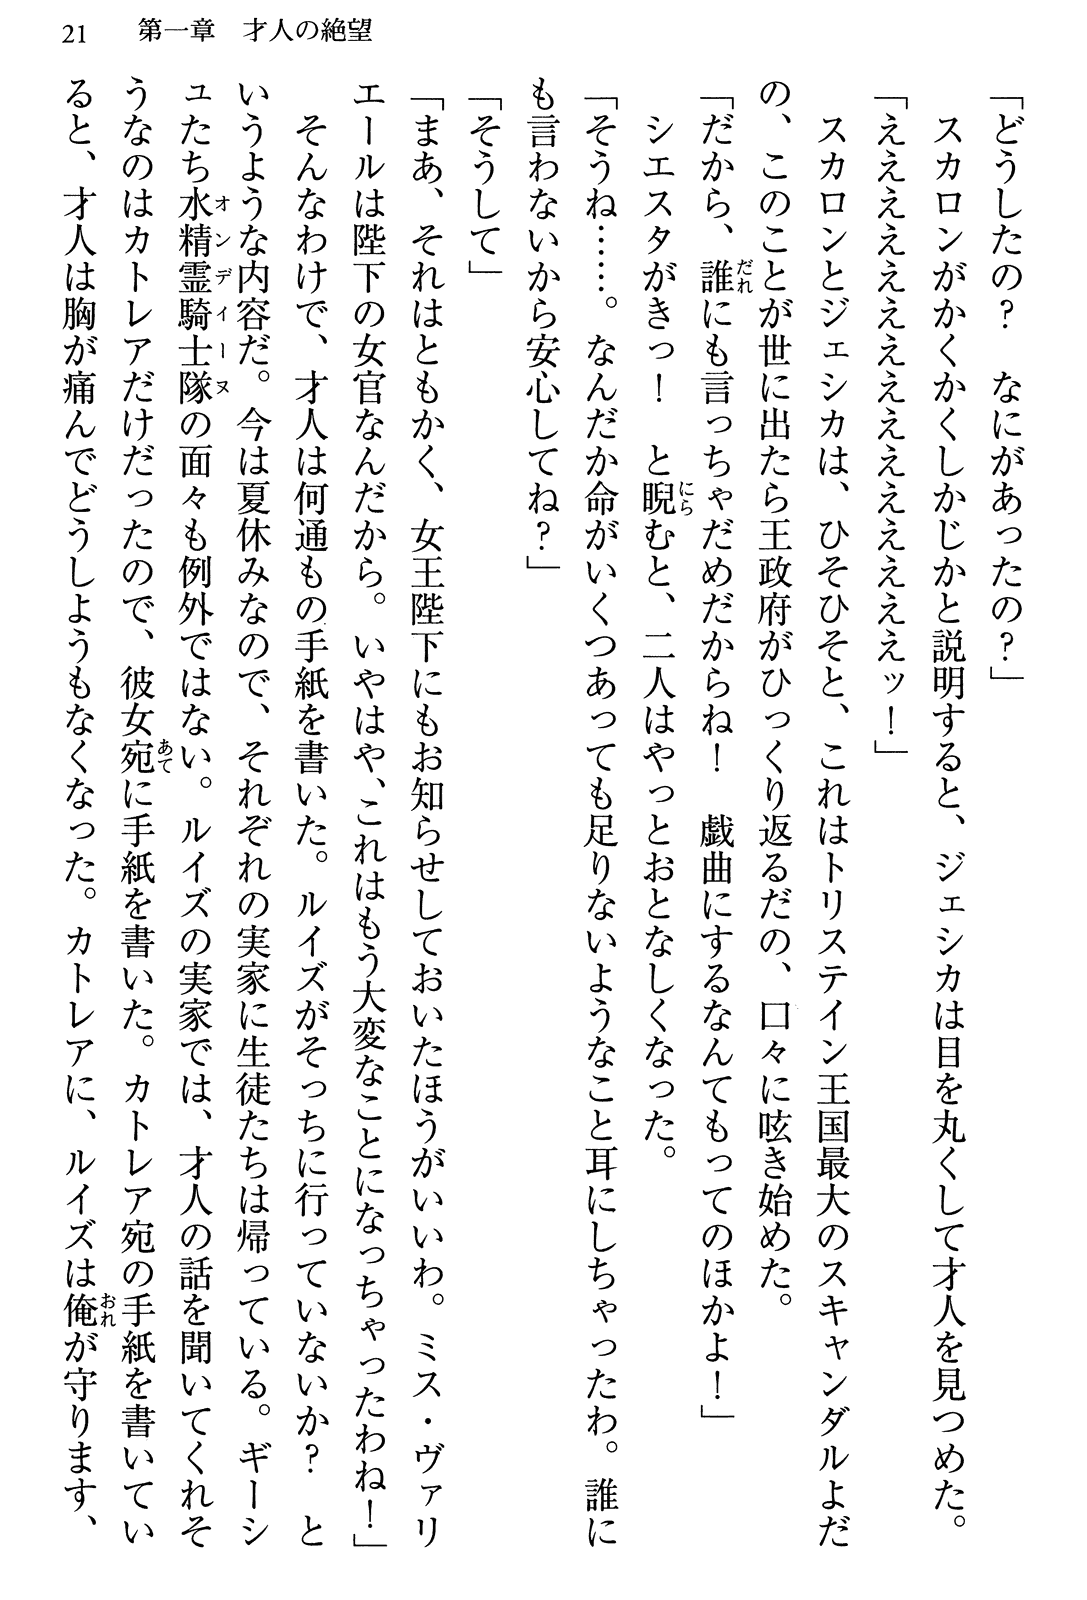 21　第一章　才人の絶望
「どうしたの？　なにがあったの？」
　スカロンがかくかくしかじかと説明すると、ジェシカは目を丸くして才人を見つめた。
「えええええええええええええええッ！」
　スカロンとジェシカは、ひそひそと、これはトリステイン王国最大のスキャンダルよだ
の、このことが世に出たら王政府がひっくり返るだの、口々に呟き始めた。
「だから、誰にも言っちゃだめだからね！　戯曲にするなんてもってのほかよ！」
　シエスタがきっ！　と睨むと、二人はやっとおとなしくなった。
「そうね……。なんだか命がいくつあっても足りないようなこと耳にしちゃったわ。誰に
も言わないから安心してね？」
「そうして」
「まあ、それはともかく、女王陛下にもお知らせしておいたほうがいいわ。ミス・ヴァリ
エールは陛下の女官なんだから。いやはや、これはもう大変なことになっちゃったわね！」
　そんなわけで、才人は何通もの手紙を書いた。ルイズがそっちに行っていないか？　と
いうような内容だ。今は夏休みなので、それぞれの実家に生徒たちは帰っている。ギーシ
ュたち水精霊騎士隊の面々も例外ではない。ルイズの実家では、才人の話を聞いてくれそ
うなのはカトレアだけだったので、彼女宛に手紙を書いた。カトレア宛の手紙を書いてい
ると、才人は胸が痛んでどうしようもなくなった。カトレアに、ルイズは俺が守ります、